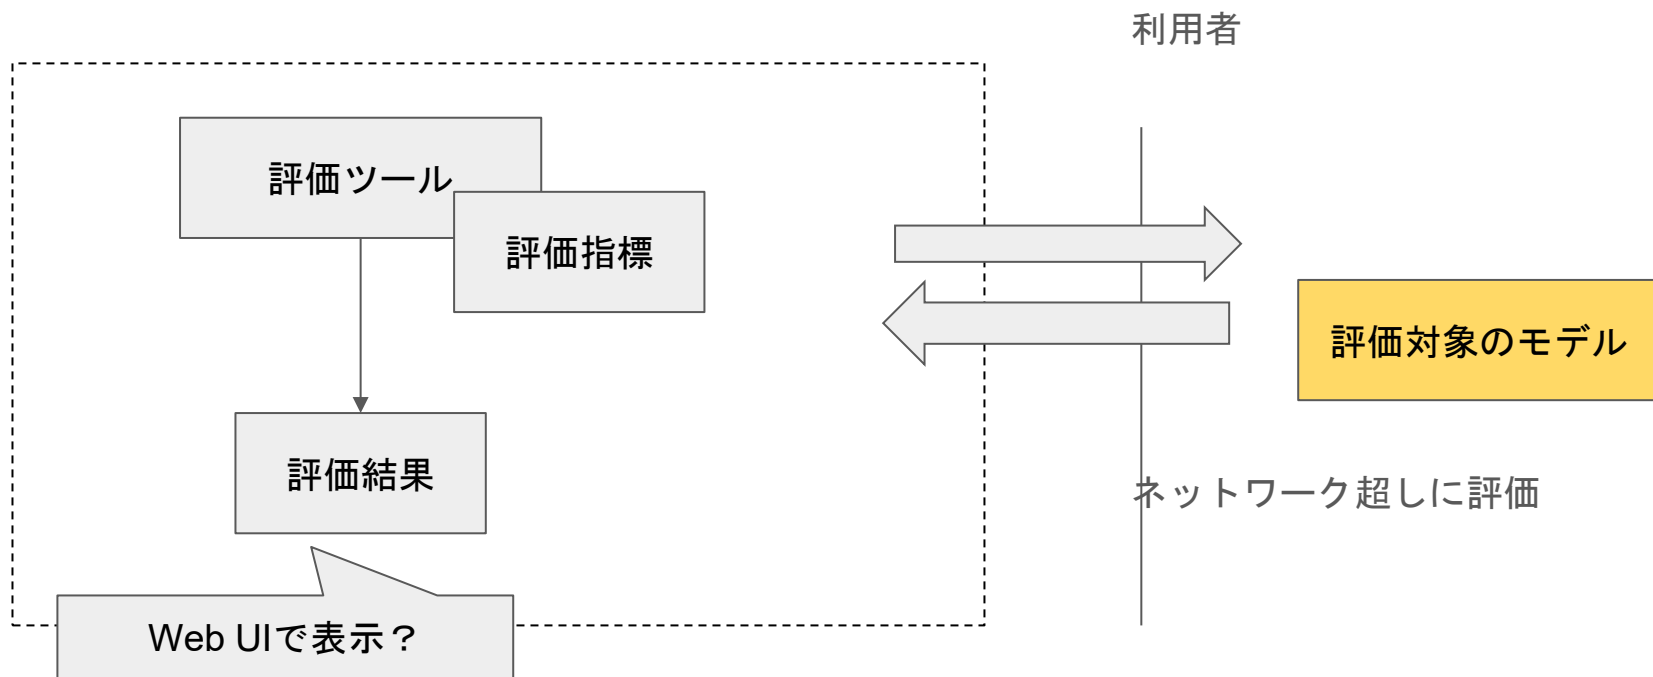 利用者
評価ツール
評価指標
評価対象のモデル
評価結果
ネットワーク超しに評価
Web UIで表示？